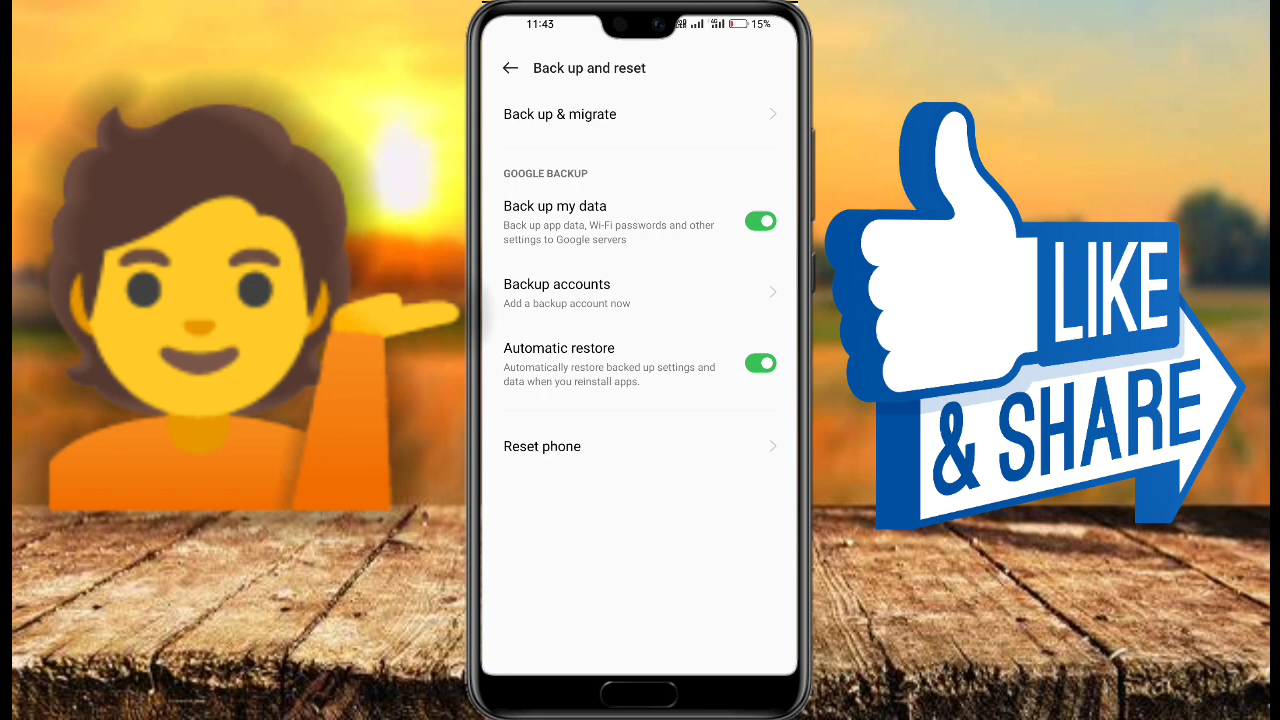 11:43
15%
Back up and reset
Back up & migrate
GOOGLE BACKUP
Back up my data
Back up app data, Wi-Fi passwords and other
settings to Google servers
Backup accounts
Add a backup account now
Automatic restore
Automatically restore backed up settings and
data when you reinstall apps.
Reset phone
LIKE
& SHARE